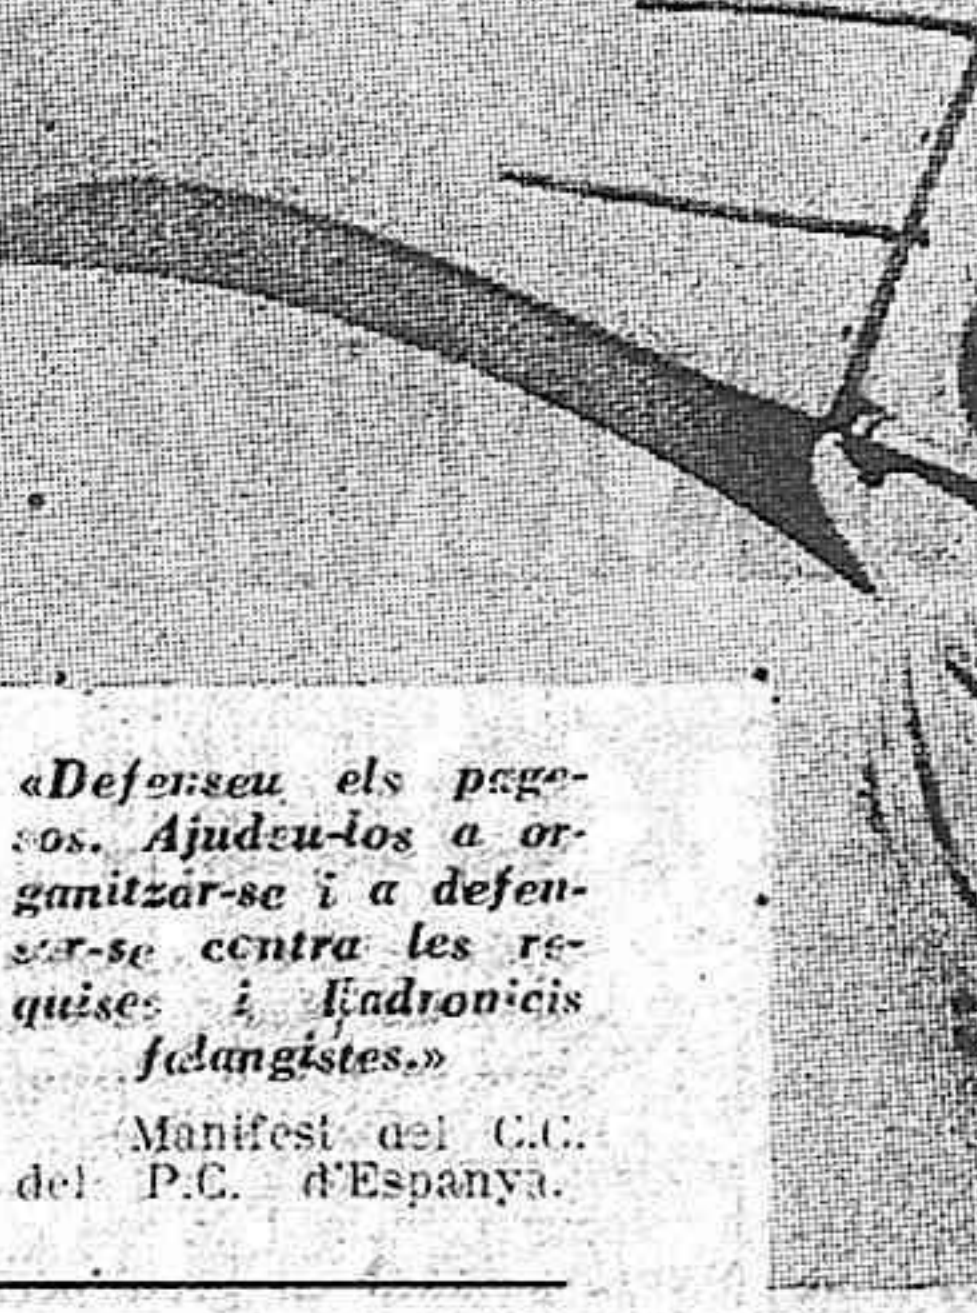 «Defenseu els page-
sos. Ajudeu-los a or-
ganitzar-se i a defen-
sar-se contra les re-
quises i lladronicis
falangistes.»
Manifest del C.C.
del P.C. d'Espanya.